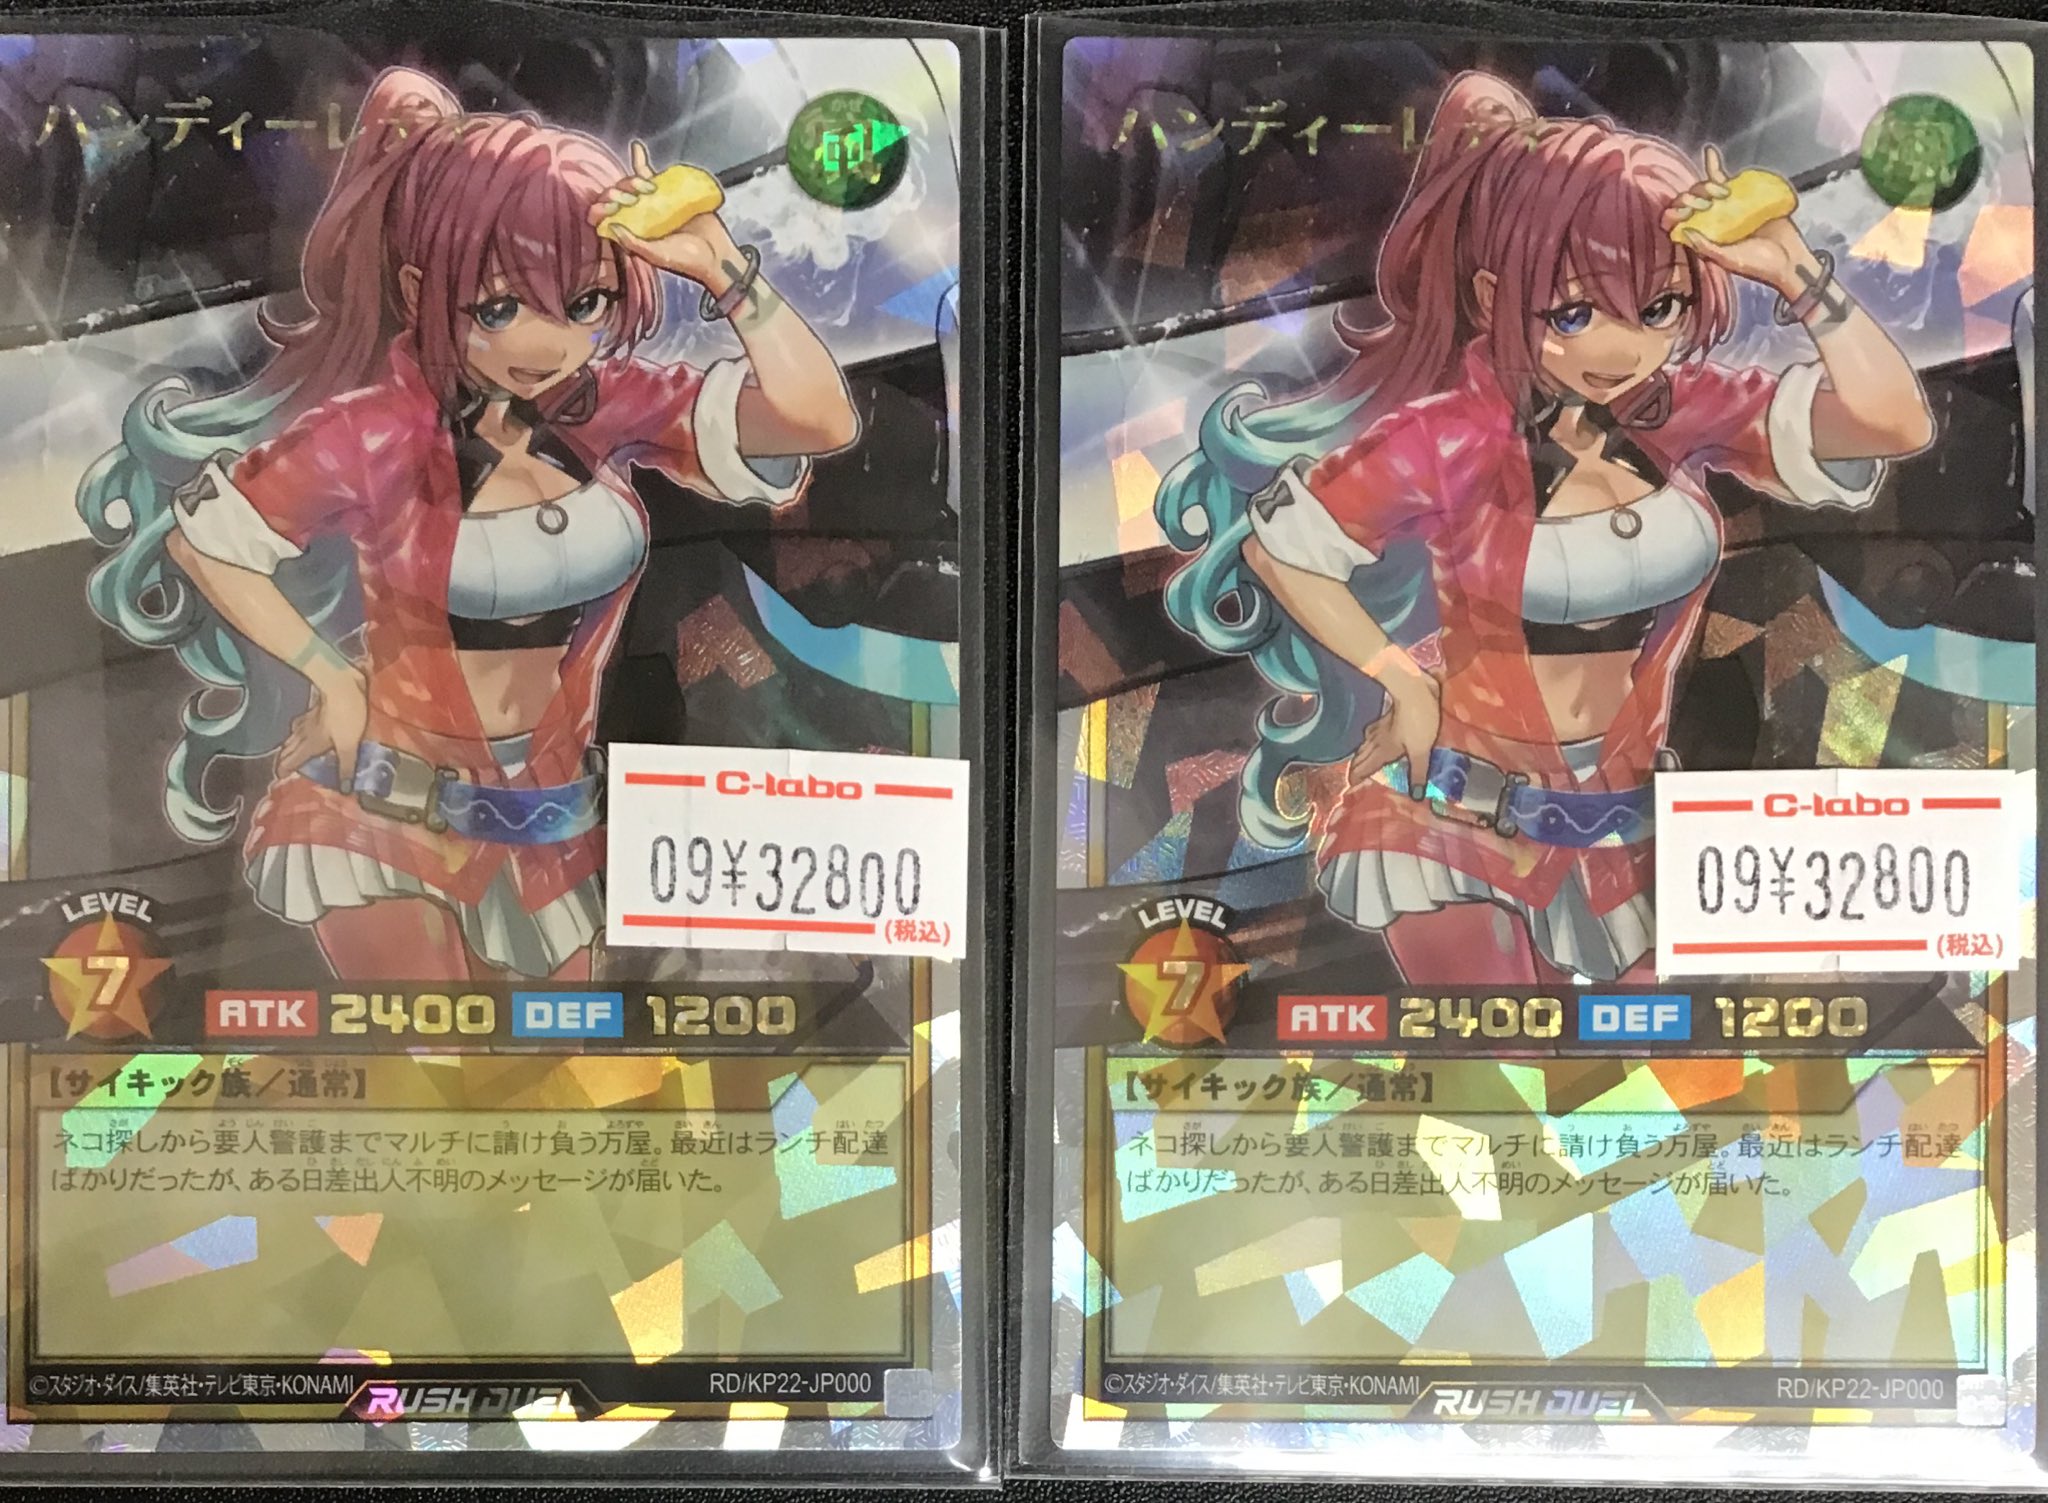 ハンディーレディ
風
C-labo
09¥32800
(税込)
LEVEL
7
ATK 2400 DEF 1200
【サイキック族／通常】
ネコ探しから要人警護までマルチに請け負う万屋。最近はランチ配達
ばかりだったが、ある日差出人不明のメッセージが届いた。
©スタジオ・ダイス/集英社・テレビ東京・KONAMI
RUSH DUEL
RD/KP22-JP000
ハンディーレディ
風
C-labo
09¥32800
(税込)
LEVEL
7
ATK 2400 DEF 1200
【サイキック族／通常】
ネコ探しから要人警護までマルチに請け負う万屋。最近はランチ配達
ばかりだったが、ある日差出人不明のメッセージが届いた。
©スタジオ・ダイス/集英社・テレビ東京・KONAMI
RUSH DUEL
RD/KP22-JP000